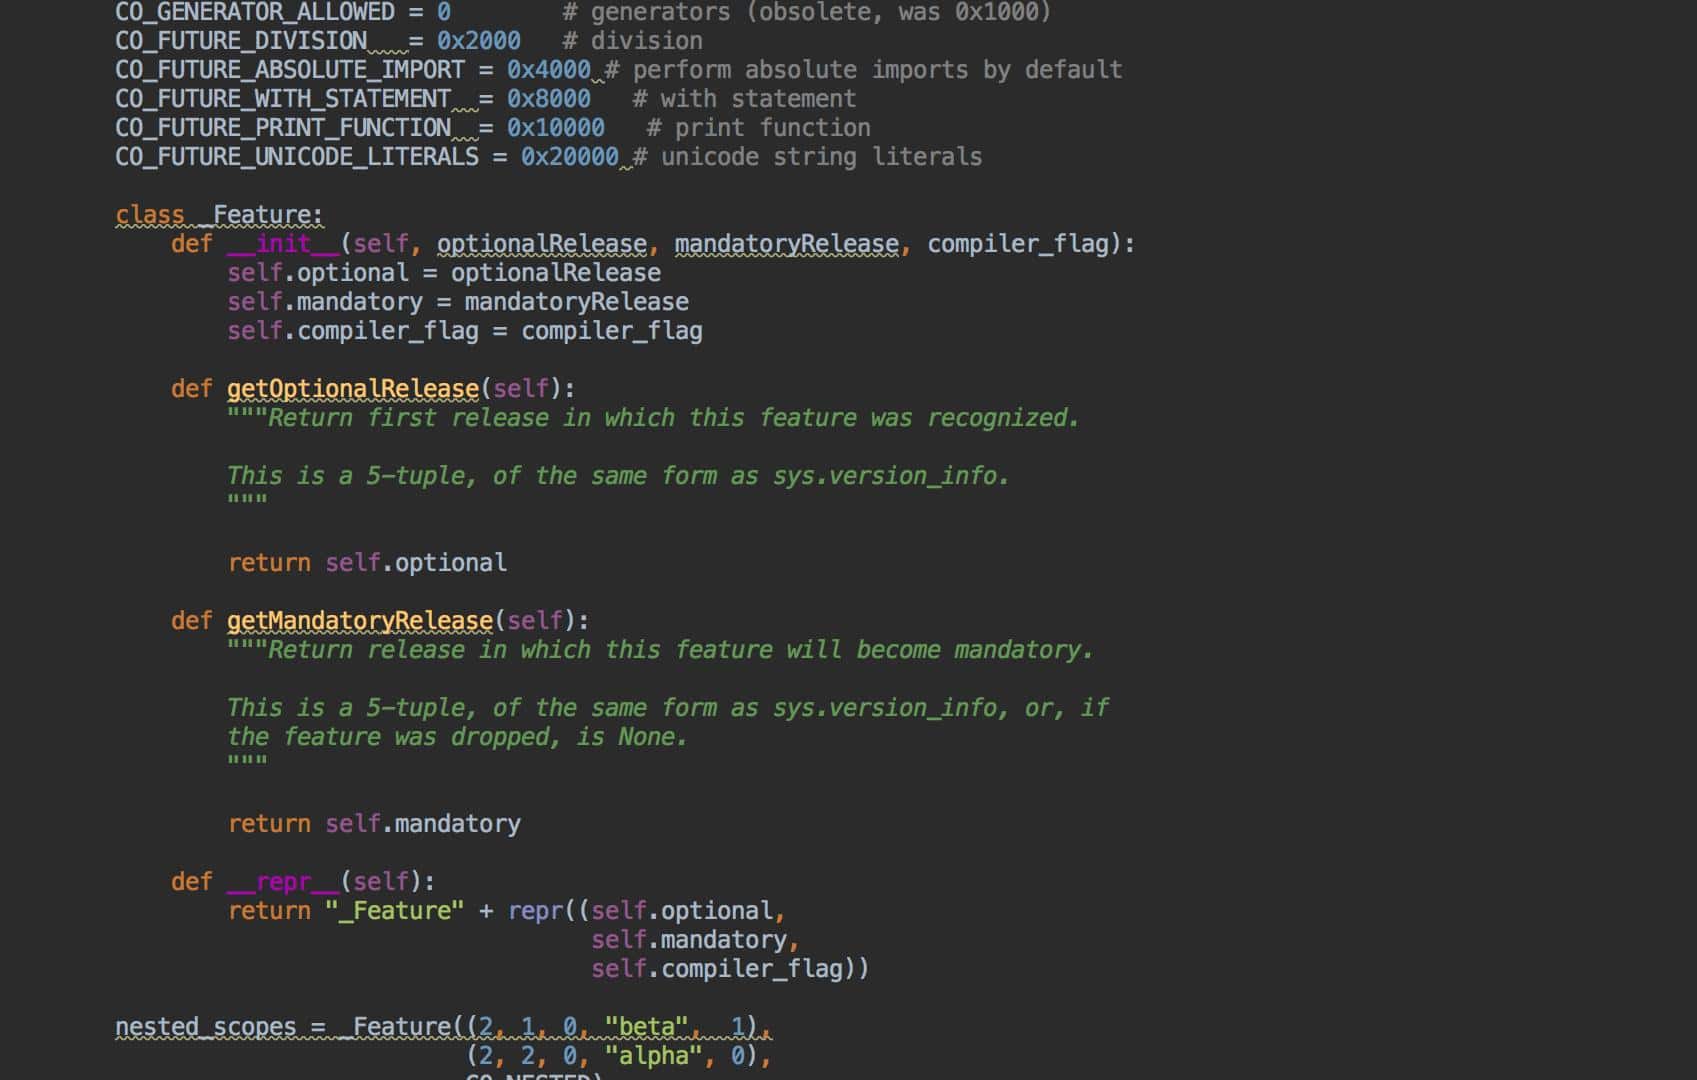 CO_GENERATOR_ALLOWED = 0        # generators (obsolete, was 0x1000)
CO_FUTURE_DIVISION   = 0x2000   # division
CO_FUTURE_ABSOLUTE_IMPORT = 0x4000 # perform absolute imports by default
CO_FUTURE_WITH_STATEMENT  = 0x8000   # with statement
CO_FUTURE_PRINT_FUNCTION  = 0x10000   # print function
CO_FUTURE_UNICODE_LITERALS = 0x20000 # unicode string literals

class _Feature:
    def __init__(self, optionalRelease, mandatoryRelease, compiler_flag):
        self.optional = optionalRelease
        self.mandatory = mandatoryRelease
        self.compiler_flag = compiler_flag

    def getOptionalRelease(self):
        """Return first release in which this feature was recognized.

        This is a 5-tuple, of the same form as sys.version_info.
        """

        return self.optional

    def getMandatoryRelease(self):
        """Return release in which this feature will become mandatory.

        This is a 5-tuple, of the same form as sys.version_info, or, if
        the feature was dropped, is None.
        """

        return self.mandatory

    def __repr__(self):
        return "_Feature" + repr((self.optional,
                                  self.mandatory,
                                  self.compiler_flag))

nested_scopes = _Feature((2, 1, 0, "beta",  1),
                         (2, 2, 0, "alpha", 0),
                         CO_NESTED)